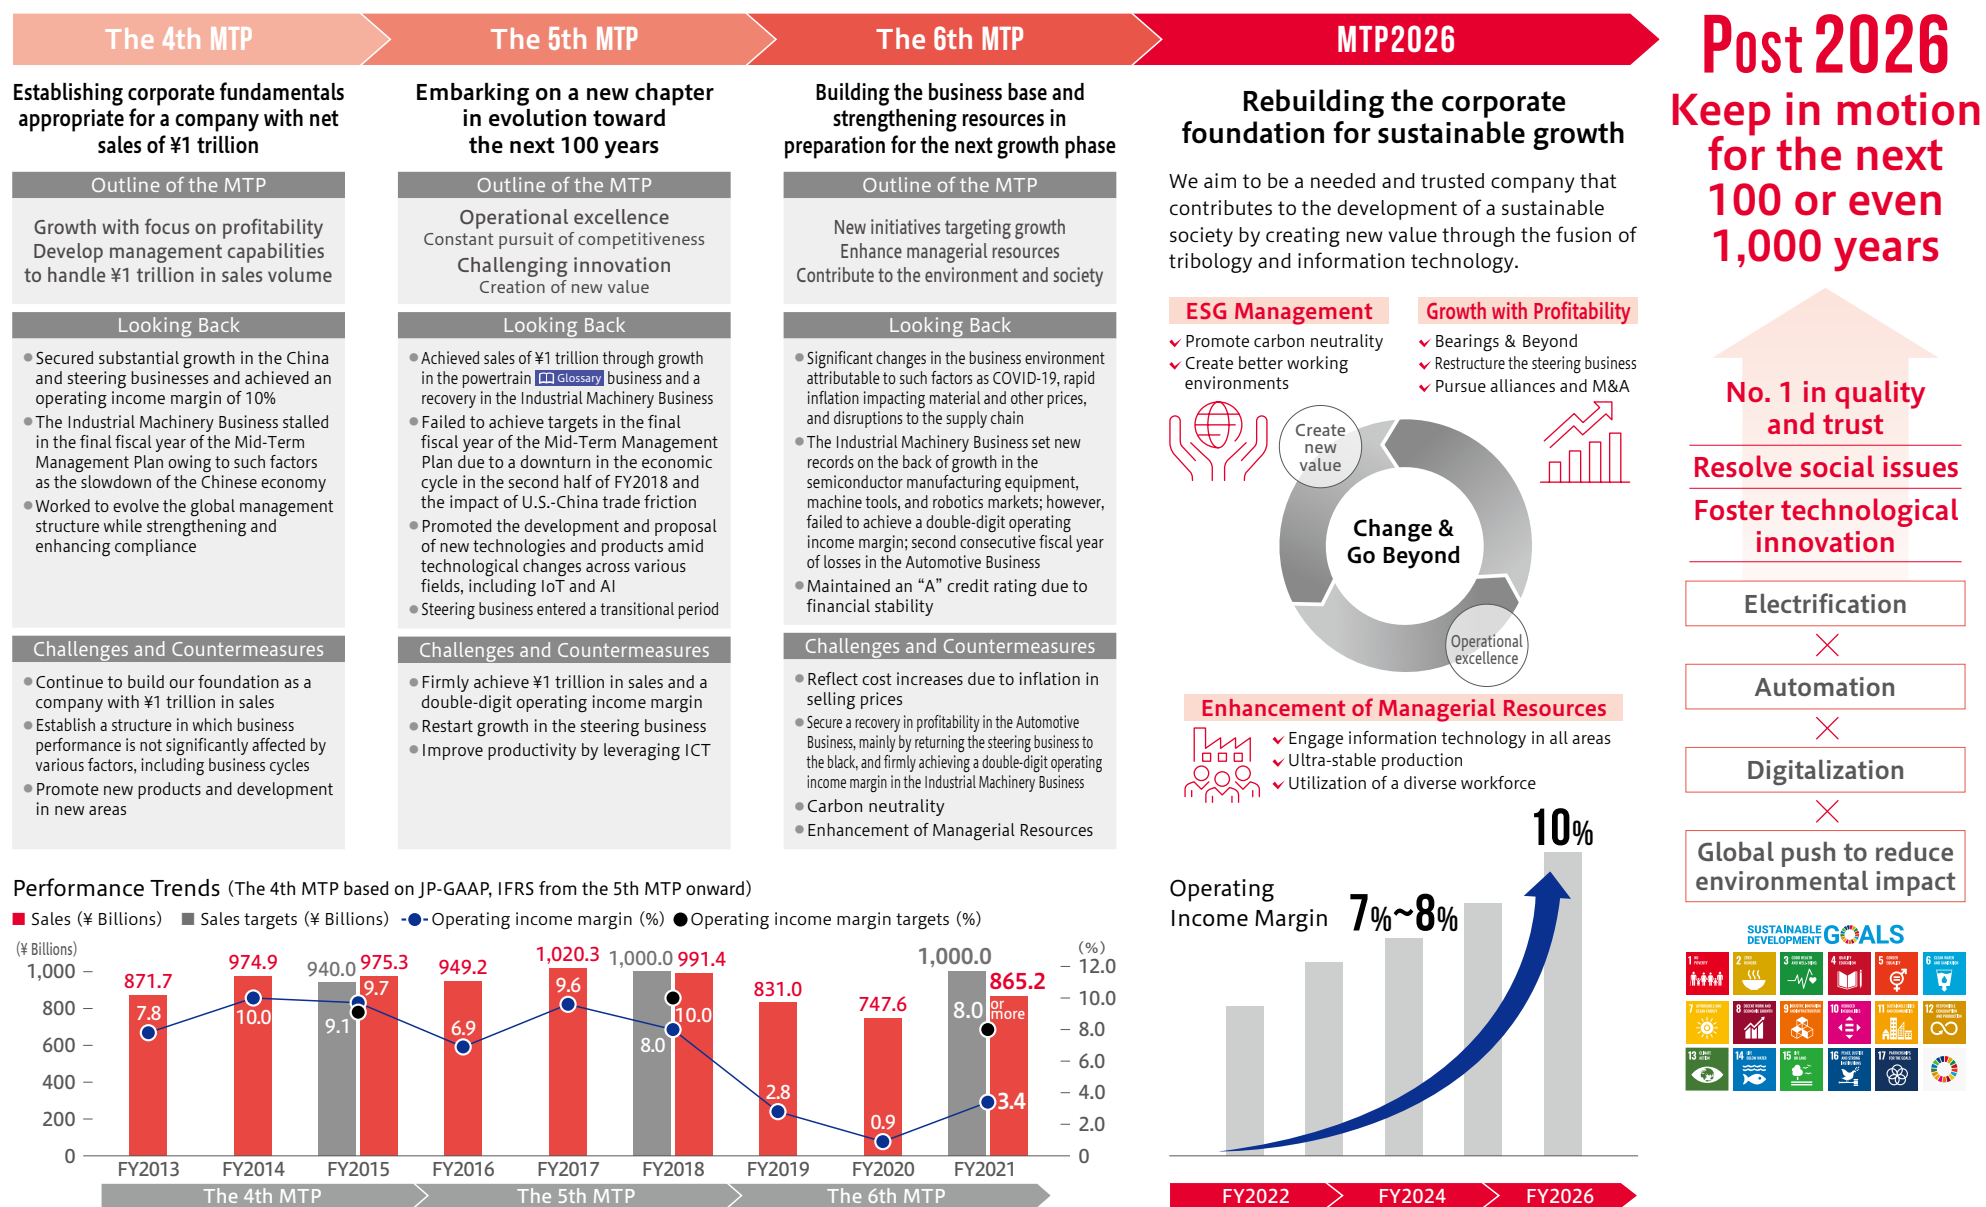 The 4th MTP
Establishing corporate fundamentals
appropriate for a company with net
sales of ¥1 trillion
Outline of the MTP
Growth with focus on profitability
Develop management capabilities
to handle ¥1 trillion in sales volume
Looking Back
Secured substantial growth in the China
and steering businesses and achieved an
operating income margin of 10%
The Industrial Machinery Business stalled
in the final fiscal year of the Mid-Term
Management Plan owing to such factors
as the slowdown of the Chinese economy
Worked to evolve the global management
structure while strengthening and
enhancing compliance
Challenges and Countermeasures
Continue to build our foundation as a
company with ¥1 trillion in sales
Establish a structure in which business
performance is not significantly affected by
various factors, including business cycles
Promote new products and development
in new areas
The 5th MTP
Embarking on a new chapter
in evolution toward
the next 100 years
Outline of the MTP
Operational excellence
Constant pursuit of competitiveness
Challenging innovation
Creation of new value
Looking Back
Achieved sales of ¥1 trillion through growth
in the powertrain Glossary business and a
recovery in the Industrial Machinery Business
Failed to achieve targets in the final
fiscal year of the Mid-Term Management
Plan due to a downturn in the economic
cycle in the second half of FY2018 and
the impact of U.S.-China trade friction
Promoted the development and proposal
of new technologies and products amid
technological changes across various
fields, including IoT and AI
Steering business entered a transitional period
Challenges and Countermeasures
Firmly achieve ¥1 trillion in sales and a
double-digit operating income margin
Restart growth in the steering business
Improve productivity by leveraging ICT
The 6th MTP
Building the business base and
strengthening resources in
preparation for the next growth phase
Outline of the MTP
New initiatives targeting growth
Enhance managerial resources
Contribute to the environment and society
Looking Back
Significant changes in the business environment
attributable to such factors as COVID-19, rapid
inflation impacting material and other prices,
and disruptions to the supply chain
The Industrial Machinery Business set new
records on the back of growth in the
semiconductor manufacturing equipment,
machine tools, and robotics markets; however,
failed to achieve a double-digit operating
income margin; second consecutive fiscal year
of losses in the Automotive Business
Maintained an “A” credit rating due to
financial stability
Challenges and Countermeasures
Reflect cost increases due to inflation in
selling prices
Secure a recovery in profitability in the Automotive
Business, mainly by returning the steering business to
the black, and firmly achieving a double-digit operating
income margin in the Industrial Machinery Business
Carbon neutrality
Enhancement of Managerial Resources
Performance Trends (The 4th MTP based on JP-GAAP, IFRS from the 5th MTP onward)
Sales (¥ Billions) Sales targets (¥ Billions) Operating income margin (%) Operating income margin targets (%)
(¥ Billions)
1,000
800
600
400
200
0
871.7
7.8
974.9
10.0
940.0
9.1
975.3
9.7
949.2
6.9
1,020.3
9.6
1,000.0
8.0
991.4
10.0
831.0
2.8
747.6
0.9
1,000.0
8.0 or
more
865.2
3.4
(%)
12.0
10.0
8.0
6.0
4.0
2.0
0
FY2013 FY2014 FY2015 FY2016 FY2017 FY2018 FY2019 FY2020 FY2021
The 4th MTP The 5th MTP The 6th MTP
MTP2026
Rebuilding the corporate
foundation for sustainable growth
We aim to be a needed and trusted company that
contributes to the development of a sustainable
society by creating new value through the fusion of
tribology and information technology.
ESG Management
Promote carbon neutrality
Create better working
environments
Growth with Profitability
Bearings & Beyond
Restructure the steering business
Pursue alliances and M&A
Create
new
value
Change &
Go Beyond
Operational
excellence
Enhancement of Managerial Resources
Engage information technology in all areas
Ultra-stable production
Utilization of a diverse workforce
Operating
Income Margin
7%~8%
10%
FY2022 FY2024 FY2026
Post 2026
Keep in motion
for the next
100 or even
1,000 years
No. 1 in quality
and trust
Resolve social issues
Foster technological
innovation
Electrification
Automation
Digitalization
Global push to reduce
environmental impact
SUSTAINABLE
DEVELOPMENT GOALS
1 2 3 4 5 6
7 8 9 10 11 12
13 14 15 16 17